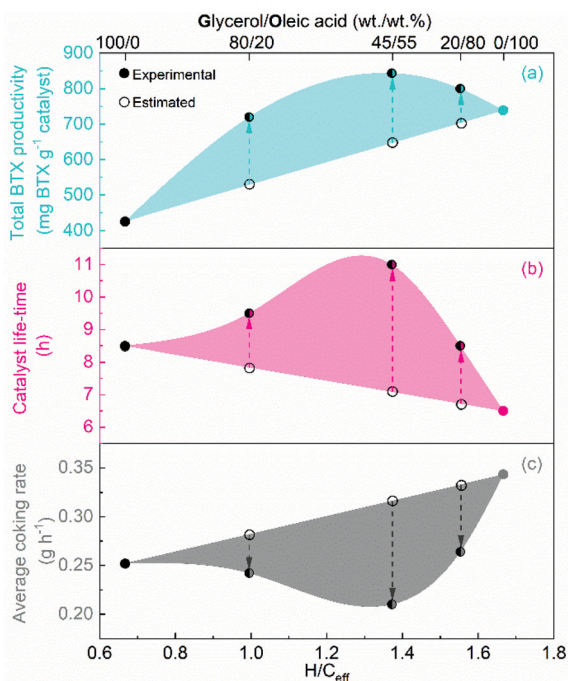 Glycerol/Oleic acid (wt./wt.%)
100/0 80/20 45/55 20/80 0/100
Total BTX productivity
(mg BTX g⁻¹ catalyst)
900
800
700
600
500
400
Experimental
Estimated
(a)
Catalyst life-time
(h)
11
10
9
8
7
6
(b)
Average coking rate
(g h⁻¹)
0.35
0.30
0.25
0.20
(c)
0.6 0.8 1.0 1.2 1.4 1.6 1.8
H/C_eff